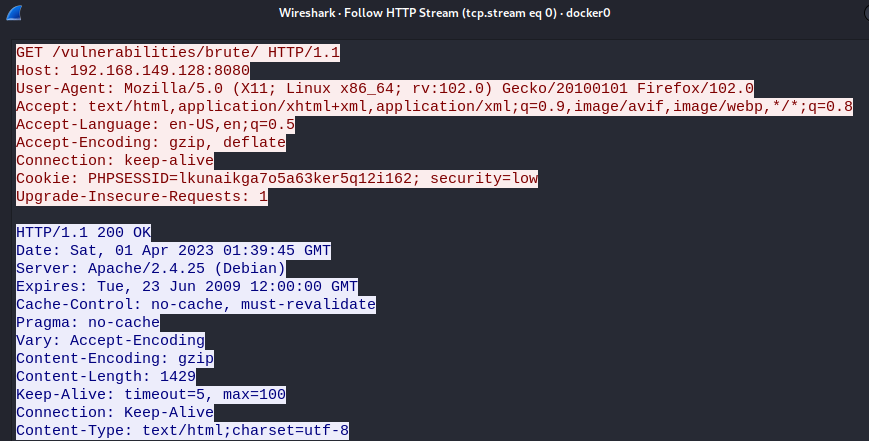 Wireshark · Follow HTTP Stream (tcp.stream eq 0) · docker0
GET /vulnerabilities/brute/ HTTP/1.1
Host: 192.168.149.128:8080
User-Agent: Mozilla/5.0 (X11; Linux x86_64; rv:102.0) Gecko/20100101 Firefox/102.0
Accept: text/html,application/xhtml+xml,application/xml;q=0.9,image/avif,image/webp,*/*;q=0.8
Accept-Language: en-US,en;q=0.5
Accept-Encoding: gzip, deflate
Connection: keep-alive
Cookie: PHPSESSID=lkunaikga7o5a63ker5q12i162; security=low
Upgrade-Insecure-Requests: 1
HTTP/1.1 200 OK
Date: Sat, 01 Apr 2023 01:39:45 GMT
Server: Apache/2.4.25 (Debian)
Expires: Tue, 23 Jun 2009 12:00:00 GMT
Cache-Control: no-cache, must-revalidate
Pragma: no-cache
Vary: Accept-Encoding
Content-Encoding: gzip
Content-Length: 1429
Keep-Alive: timeout=5, max=100
Connection: Keep-Alive
Content-Type: text/html;charset=utf-8